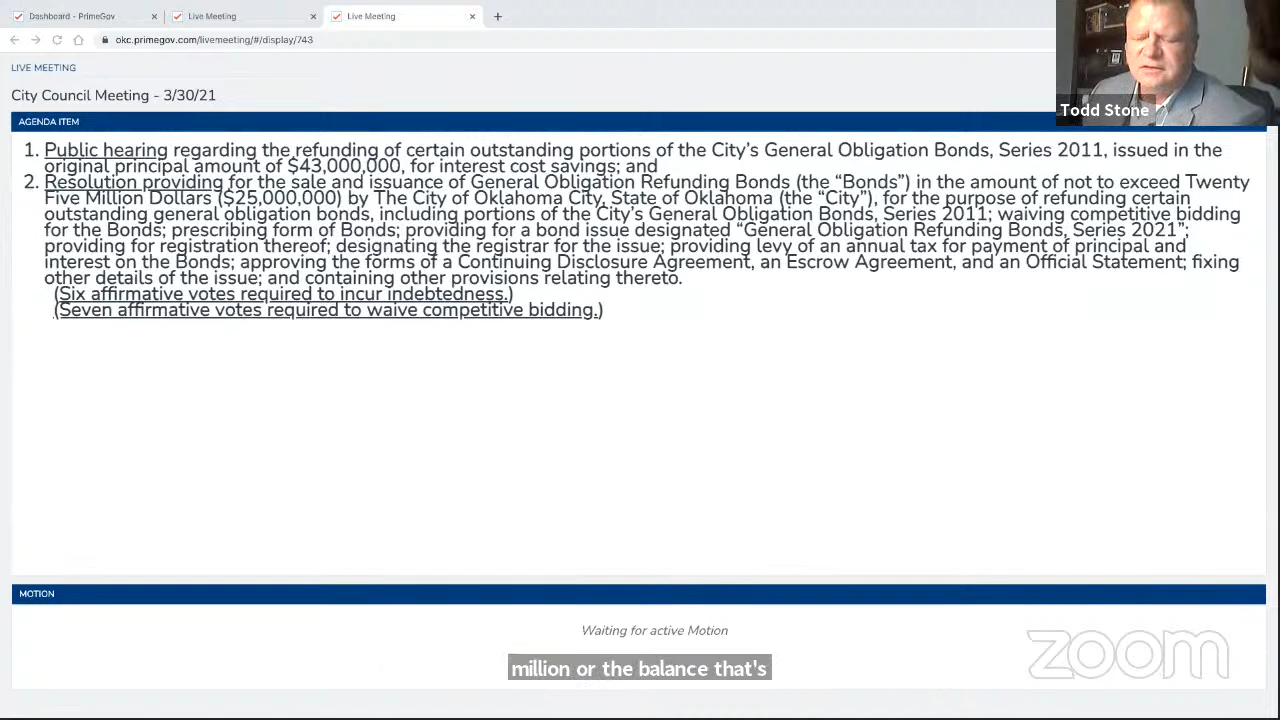 Dashboard - PrimeGov
Live Meeting
Live Meeting
okc.primegov.com/livemeeting/#/display/743
LIVE MEETING
City Council Meeting - 3/30/21
Todd Stone
AGENDA ITEM
1. Public hearing regarding the refunding of certain outstanding portions of the City's General Obligation Bonds, Series 2011, issued in the
original principal amount of $43,000,000, for interest cost savings; and
2. Resolution providing for the sale and issuance of General Obligation Refunding Bonds (the “Bonds”) in the amount of not to exceed Twenty
Five Million Dollars ($25,000,000) by The City of Oklahoma City, State of Oklahoma (the “City”), for the purpose of refunding certain
outstanding general obligation bonds, including portions of the City's General Obligation Bonds, Series 2011; waiving competitive bidding
for the Bonds; prescribing form of Bonds; providing for a bond issue designated “General Obligation Refunding Bonds, Series 2021”;
providing for registration thereof; designating the registrar for the issue; providing levy of an annual tax for payment of principal and
interest on the Bonds; approving the forms of a Continuing Disclosure Agreement, an Escrow Agreement, and an Official Statement; fixing
other details of the issue; and containing other provisions relating thereto.
(Six affirmative votes required to incur indebtedness.)
(Seven affirmative votes required to waive competitive bidding.)
MOTION
Waiting for active Motion
million or the balance that's
zoom